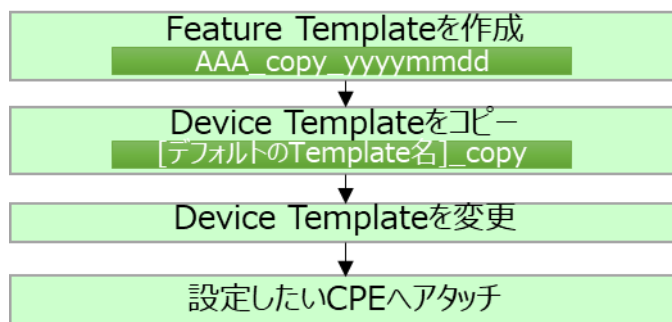 Feature Templateを作成
AAA_copy_yyyymmdd
Device Templateをコピー
[デフォルトのTemplate名]_copy
Device Templateを変更
設定したいCPEへアタッチ